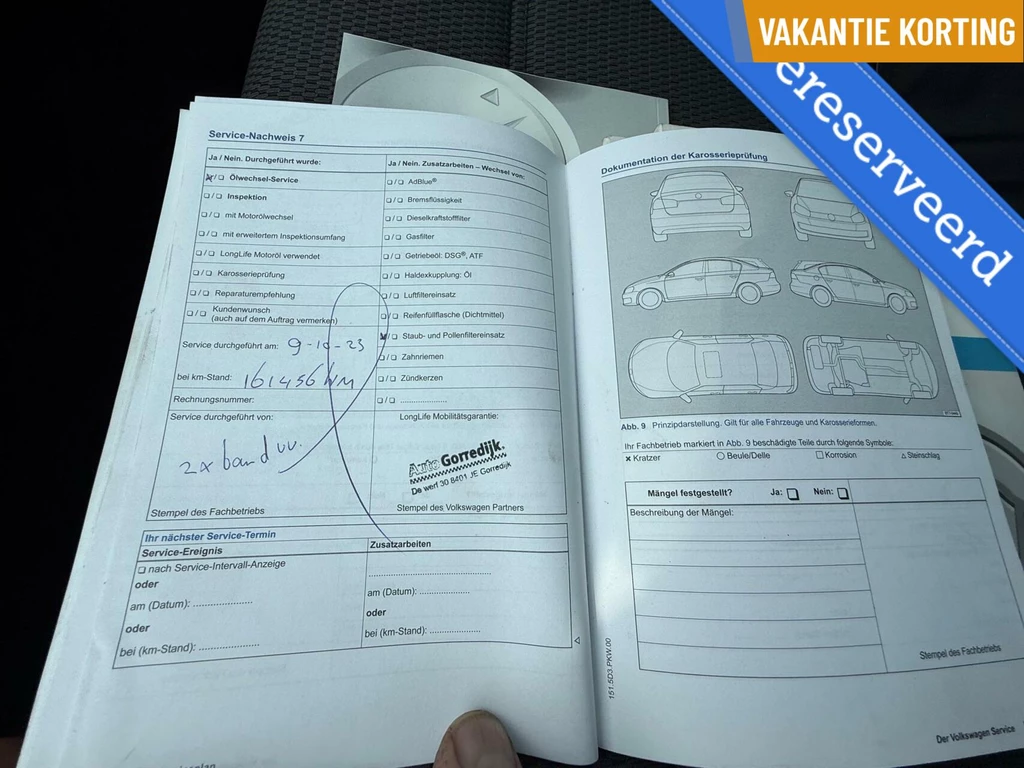 VAKANTIE KORTING
ereserveerd
Service-Nachweis 7
Ja / Nein. Durchgeführt wurde:
Ölwechsel-Service
Inspektion
mit Motorölwechsel
mit erweitertem Inspektionsumfang
LongLife Motoröl verwendet
Karosserieprüfung
Reparaturempfehlung
Kundenwunsch
(auch auf dem Auftrag vermerken)
Service durchgeführt am: 9-10-23
bei km-Stand: 161456 km
Rechnungsnummer:
Service durchgeführt von:
2x band vv.
Stempel des Fachbetriebs
Ja / Nein. Zusatzarbeiten – Wechsel von:
AdBlue®
Bremsflüssigkeit
Dieselkraftstofffilter
Gasfilter
Getriebeöl: DSG®, ATF
Haldexkupplung: Öl
Luftfiltereinsatz
Reifenfüllflasche (Dichtmittel)
Staub- und Pollenfiltereinsatz
Zahnriemen
Zündkerzen
LongLife Mobilitätsgarantie:
Auto Gorredijk.
De werf 30 8401 JE Gorredijk
Stempel des Volkswagen Partners
Ihr nächster Service-Termin
Service-Ereignis
nach Service-Intervall-Anzeige
oder
am (Datum): ....................
oder
bei (km-Stand): ....................
Zusatzarbeiten
am (Datum): ................
oder
bei (km-Stand): ................
Dokumentation der Karosserieprüfung
Abb. 9 Prinzipdarstellung. Gilt für alle Fahrzeuge und Karosserieformen.
Ihr Fachbetrieb markiert in Abb. 9 beschädigte Teile durch folgende Symbole:
× Kratzer ○ Beule/Delle □ Korrosion △ Steinschlag
Mängel festgestellt? Ja: □ Nein: □
Beschreibung der Mängel:
Stempel des Fachbetriebs
151.5D3.PKW.00
Der Volkswagen Service